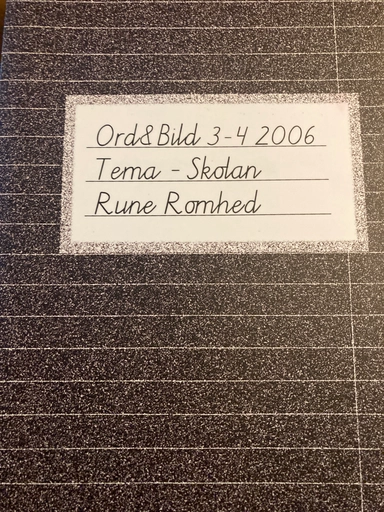 Ord&Bild 3-4 2006
Tema - Skolan
Rune Romhed